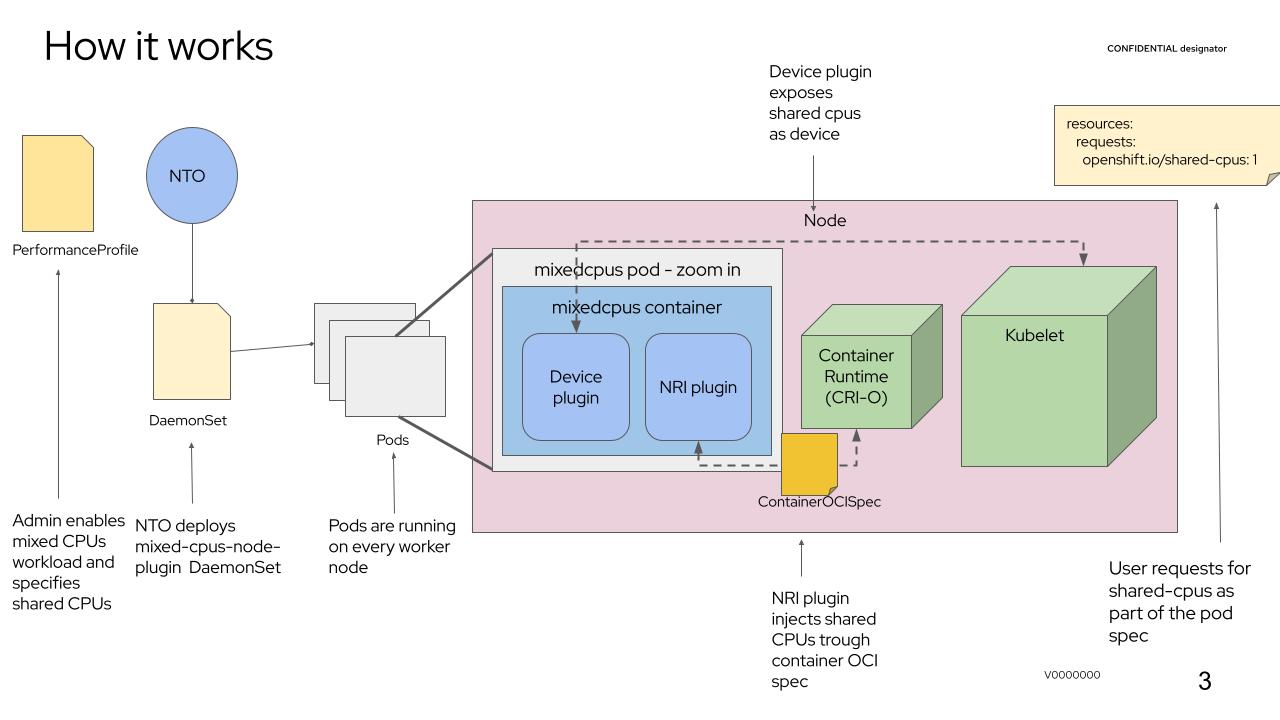 How it works
CONFIDENTIAL designator
Device plugin
exposes
shared cpus
as device
resources:
requests:
openshift.io/shared-cpus: 1
NTO
PerformanceProfile
Node
mixedcpus pod - zoom in
mixedcpus container
Device
plugin
NRI plugin
Container
Runtime
(CRI-O)
Kubelet
DaemonSet
Pods
ContainerOCISpec
Admin enables
mixed CPUs
workload and
specifies
shared CPUs
NTO deploys
mixed-cpus-node-
plugin DaemonSet
Pods are running
on every worker
node
NRI plugin
injects shared
CPUs trough
container OCI
spec
User requests for
shared-cpus as
part of the pod
spec
V0000000
3